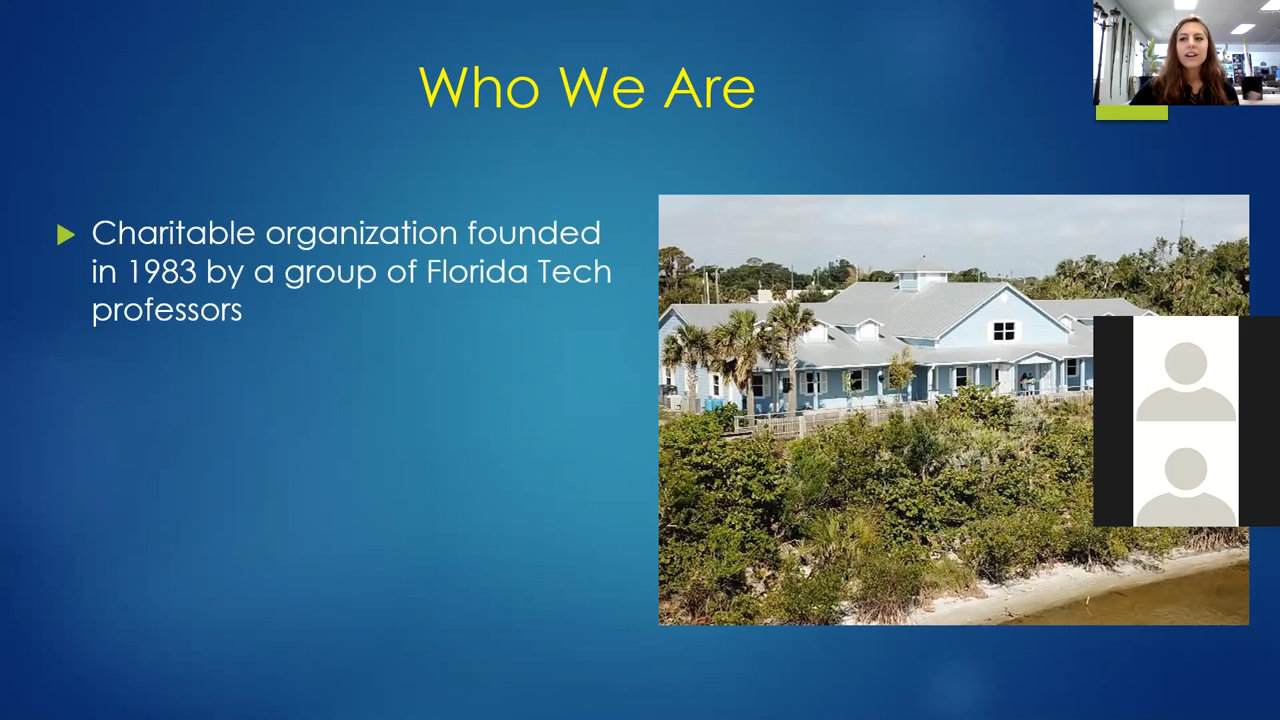 Who We Are
Charitable organization founded
in 1983 by a group of Florida Tech
professors